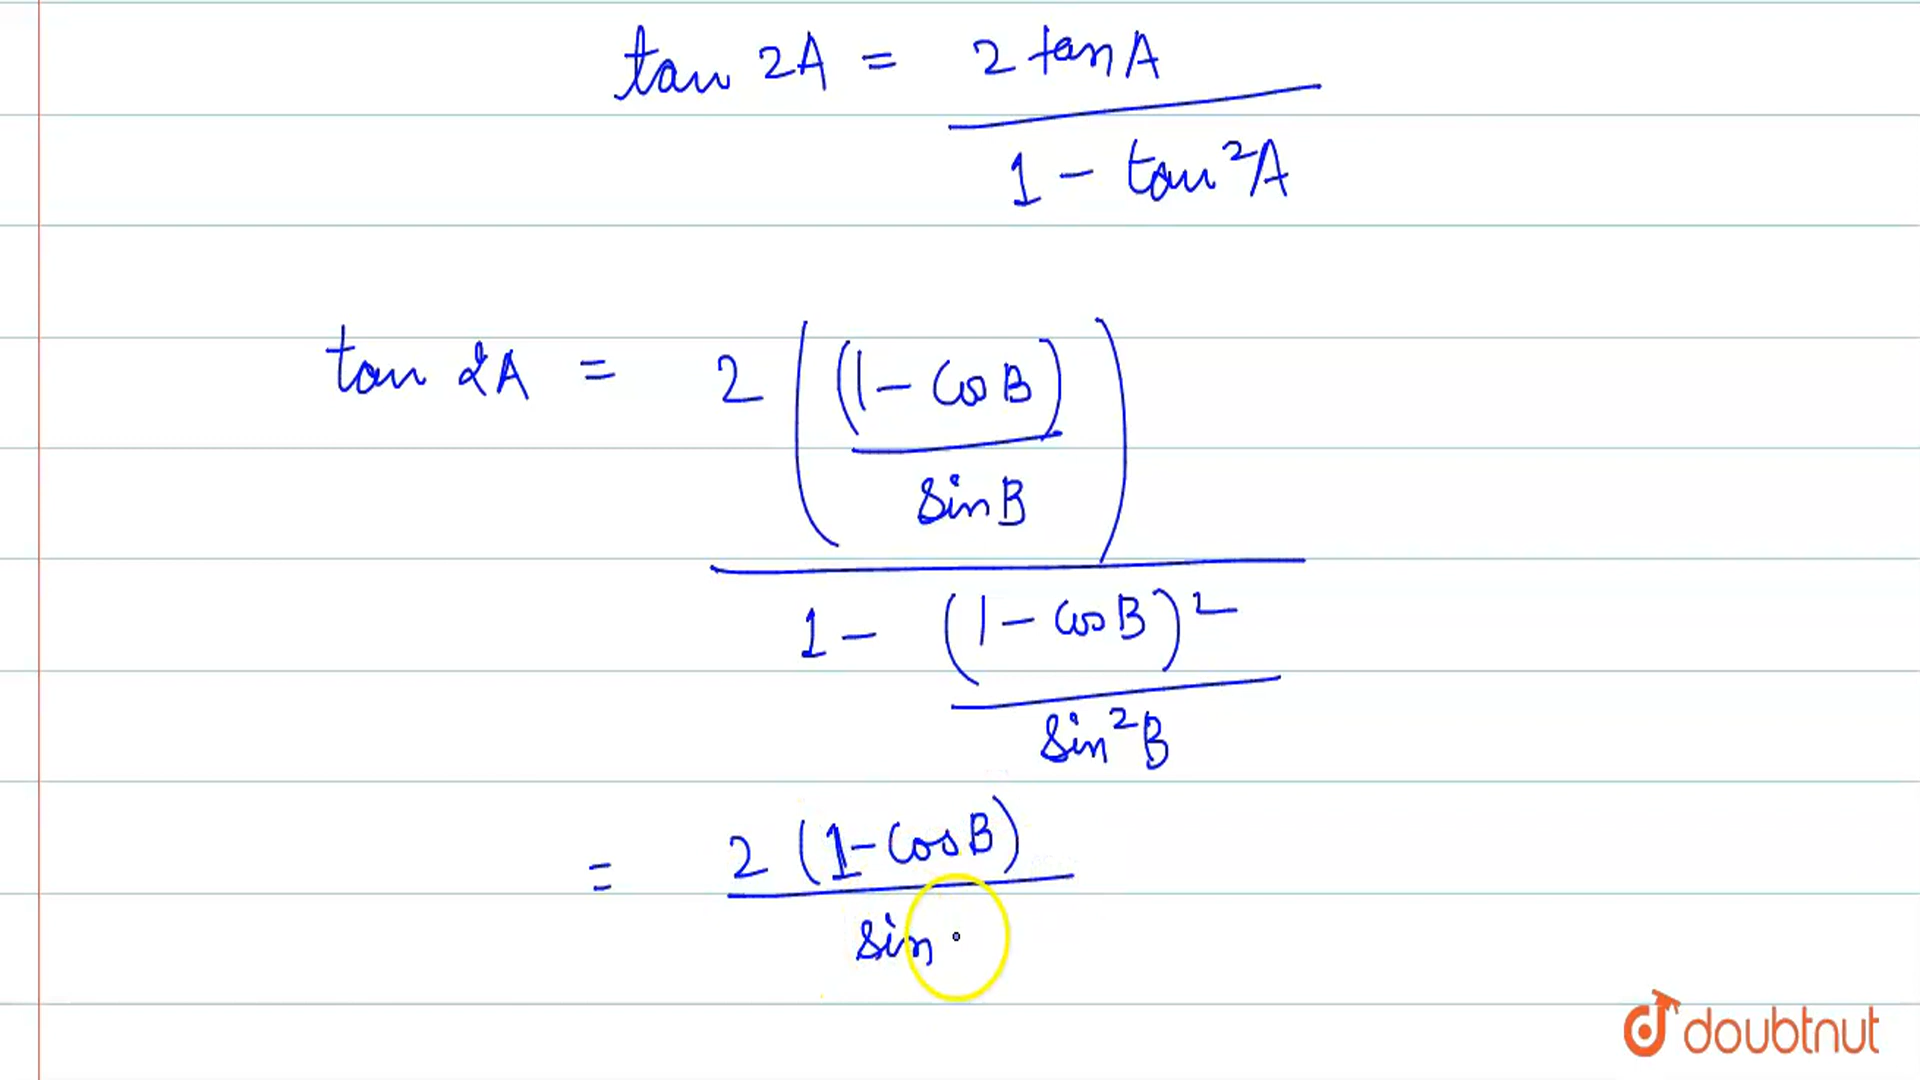 tan 2A = 2 tan A
1 - tan²A
tan 2A = 2 ( (1 - cos B)
sin B )
1 - (1 - cos B)²
sin²B
= 2 (1 - cos B)
sin
doubtnut